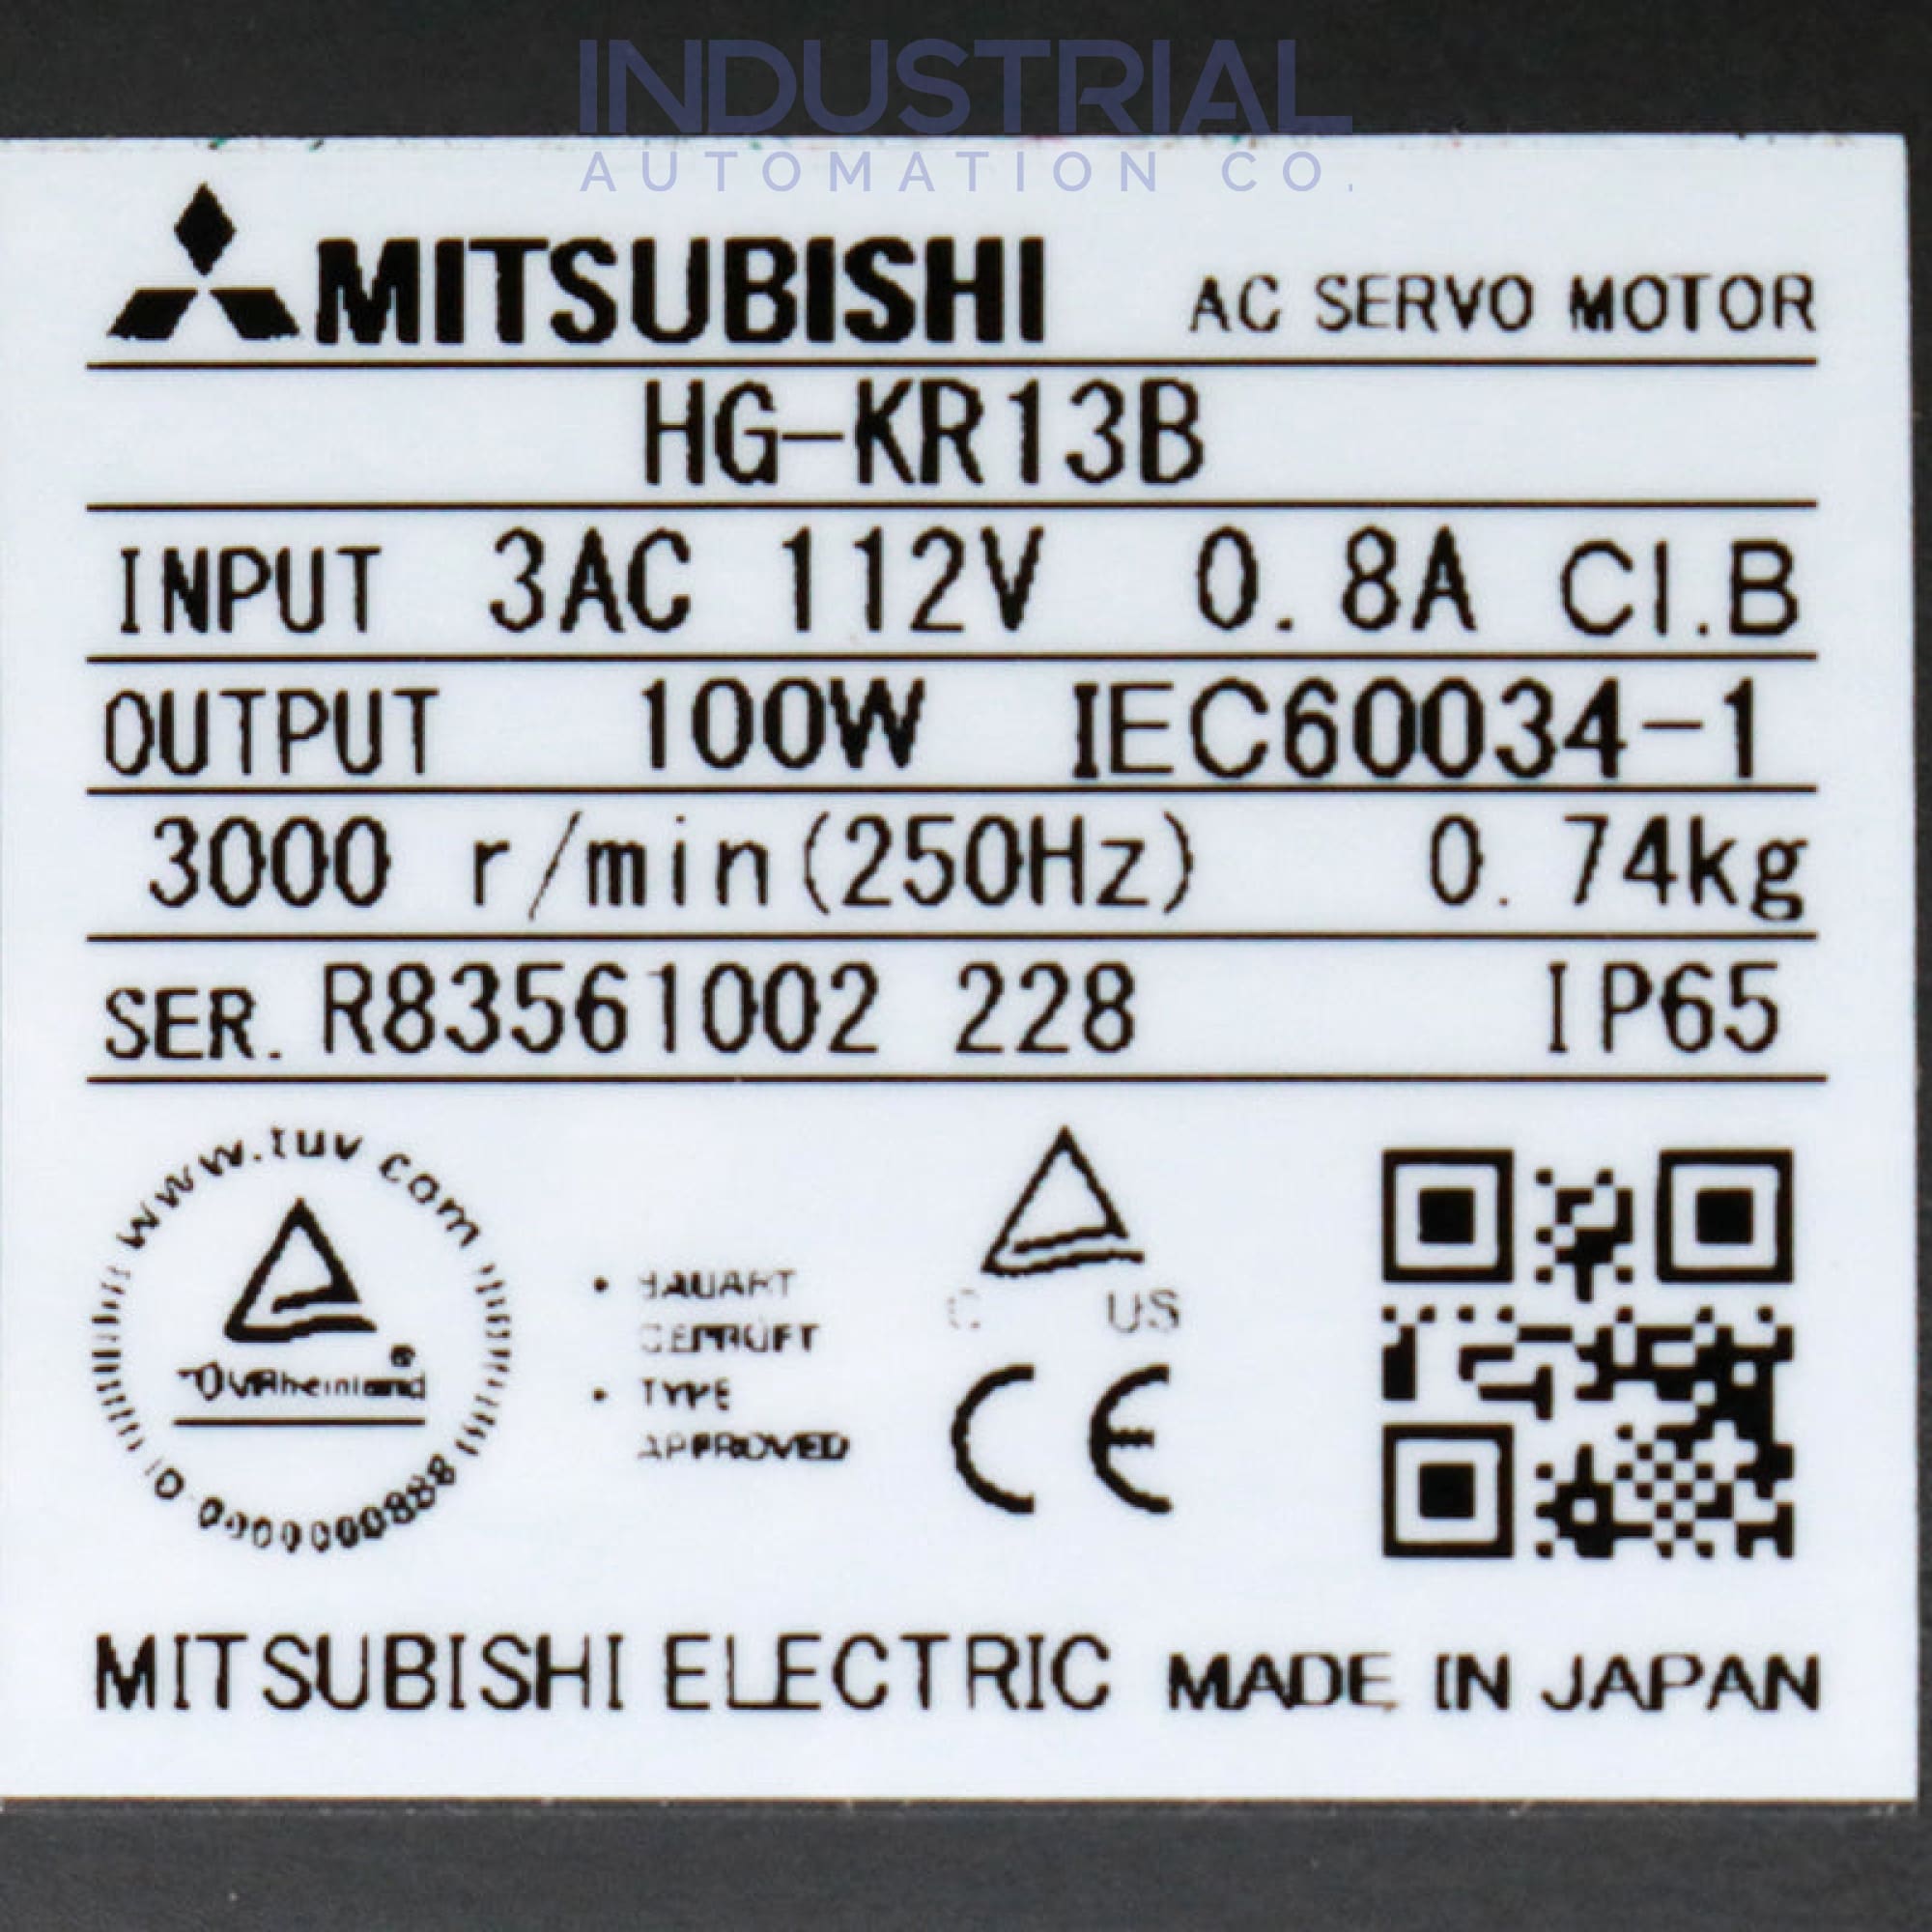 INDUSTRIAL
AUTOMATION CO.
MITSUBISHI AC SERVO MOTOR
HG-KR13B
INPUT 3AC 112V 0.8A Cl.B
OUTPUT 100W IEC60034-1
3000 r/min(250Hz) 0.74kg
SER. R83561002 228 IP65
www.tuv.com
TÜVRheinland
• BAUART
GEPRÜFT
• TYPE
APPROVED
C US
CE
MITSUBISHI ELECTRIC MADE IN JAPAN